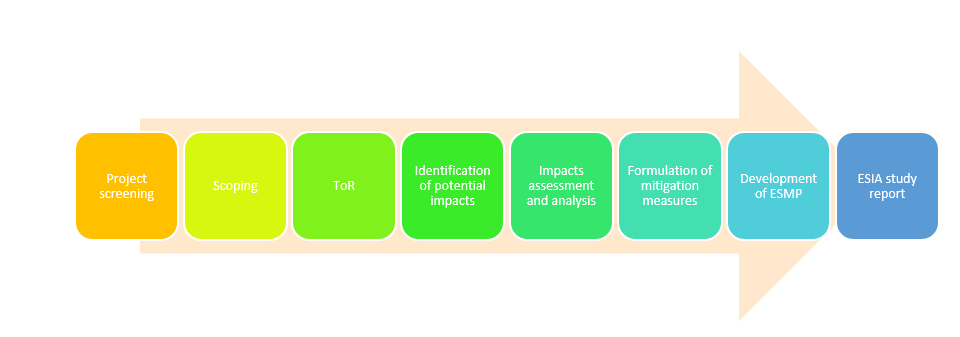 Project
screening
Scoping
ToR
Identification
of potential
impacts
Impacts
assessment
and analysis
Formulation of
mitigation
measures
Development
of ESMP
ESIA study
report